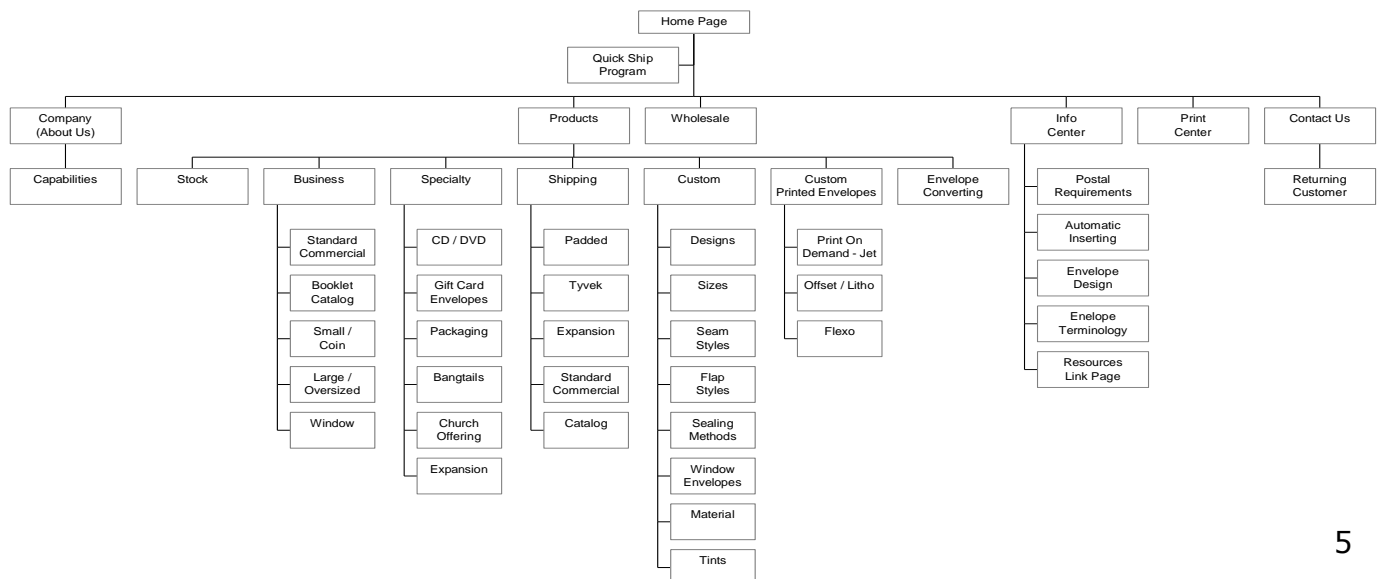 Home Page
Quick Ship
Program
Company
(About Us)
Products
Wholesale
Info
Center
Print
Center
Contact Us
Capabilities
Stock
Business
Specialty
Shipping
Custom
Custom
Printed Envelopes
Envelope
Converting
Postal
Requirements
Returning
Customer
Standard
Commercial
Booklet
Catalog
Small /
Coin
Large /
Oversized
Window
CD / DVD
Gift Card
Envelopes
Packaging
Bangtails
Church
Offering
Expansion
Padded
Tyvek
Expansion
Standard
Commercial
Catalog
Designs
Sizes
Seam
Styles
Flap
Styles
Sealing
Methods
Window
Envelopes
Material
Tints
Print On
Demand - Jet
Offset / Litho
Flexo
Automatic
Inserting
Envelope
Design
Enelope
Terminology
Resources
Link Page
5